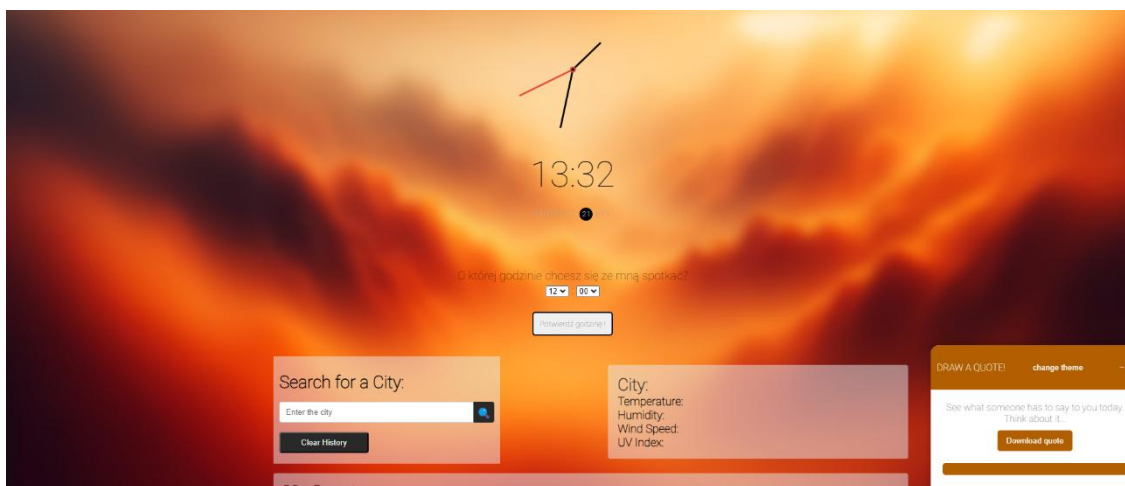 13:32
21
O której godzinie chcesz się ze mną spotkać?
12 00
Potwierdź godzinę!
Search for a City:
Enter the city
Clear History
City:
Temperature:
Humidity:
Wind Speed:
UV Index:
DRAW A QUOTE! change theme –
See what someone has to say to you today.
Think about it...
Download quote